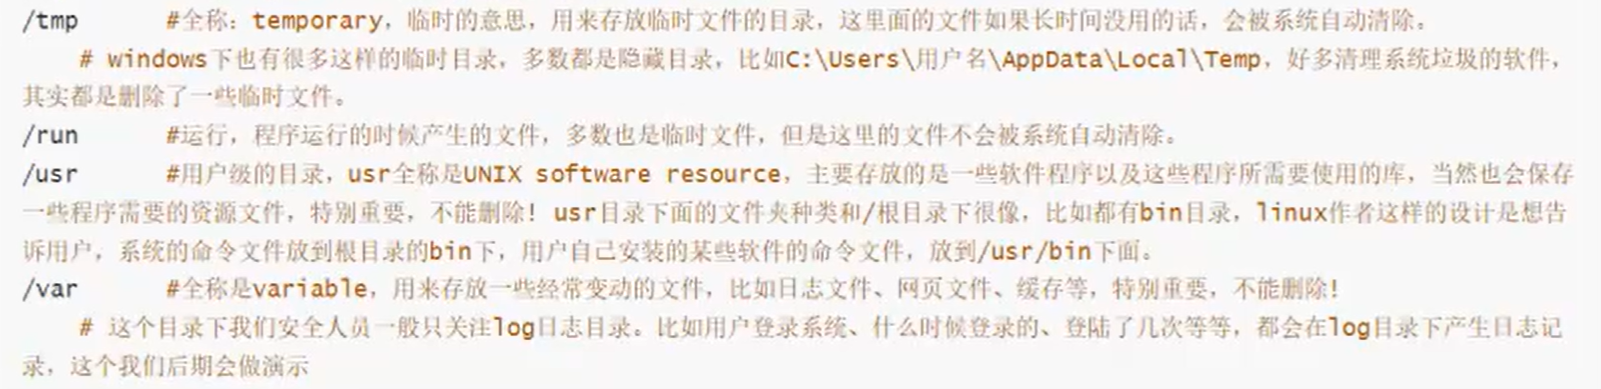 /tmp #全称：temporary，临时的意思，用来存放临时文件的目录，这里面的文件如果长时间没用的话，会被系统自动清除。
# windows下也有很多这样的临时目录，多数都是隐藏目录，比如C:\Users\用户名\AppData\Local\Temp，好多清理系统垃圾的软件，
其实都是删除了一些临时文件。
/run #运行，程序运行的时候产生的文件，多数也是临时文件，但是这里的文件不会被系统自动清除。
/usr #用户级的目录，usr全称是UNIX software resource，主要存放的是一些软件程序以及这些程序所需要使用的库，当然也会保存
一些程序需要的资源文件，特别重要，不能删除！usr目录下面的文件夹种类和/根目录下很像，比如都有bin目录，linux作者这样的设计是想告
诉用户，系统的命令文件放到根目录的bin下，用户自己安装的某些软件的命令文件，放到/usr/bin下面。
/var #全称是variable，用来存放一些经常变动的文件，比如日志文件、网页文件、缓存等，特别重要，不能删除！
# 这个目录下我们安全人员一般只关注log日志目录。比如用户登录系统、什么时候登录的、登陆了几次等等，都会在log目录下产生日志记
录，这个我们后期会做演示